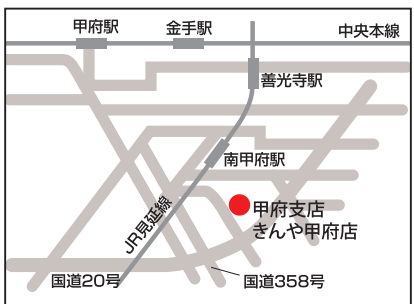 甲府駅
金手駅
中央本線
善光寺駅
南甲府駅
JR見延線
甲府支店
きんや甲府店
国道20号
国道358号